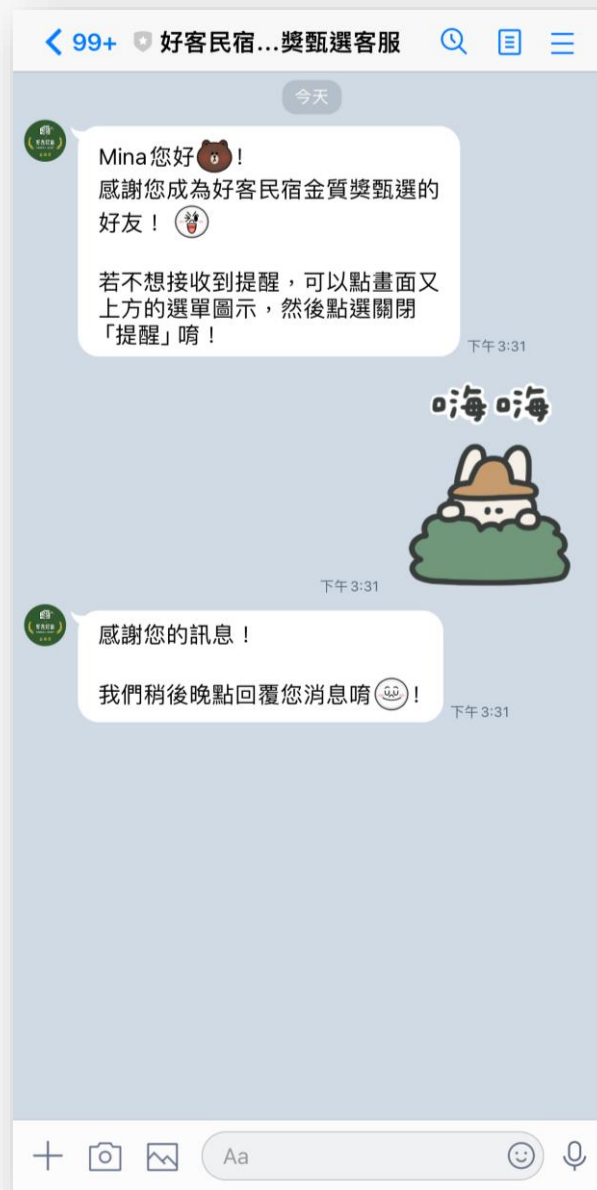 99+ 好客民宿...獎甄選客服
今天
Mina您好！
感謝您成為好客民宿金質獎甄選的
好友！
若不想接收到提醒，可以點畫面又
上方的選單圖示，然後點選關閉
「提醒」唷！
下午3:31
嗨嗨
下午3:31
感謝您的訊息！
我們稍後晚點回覆您消息唷！
下午3:31
Aa